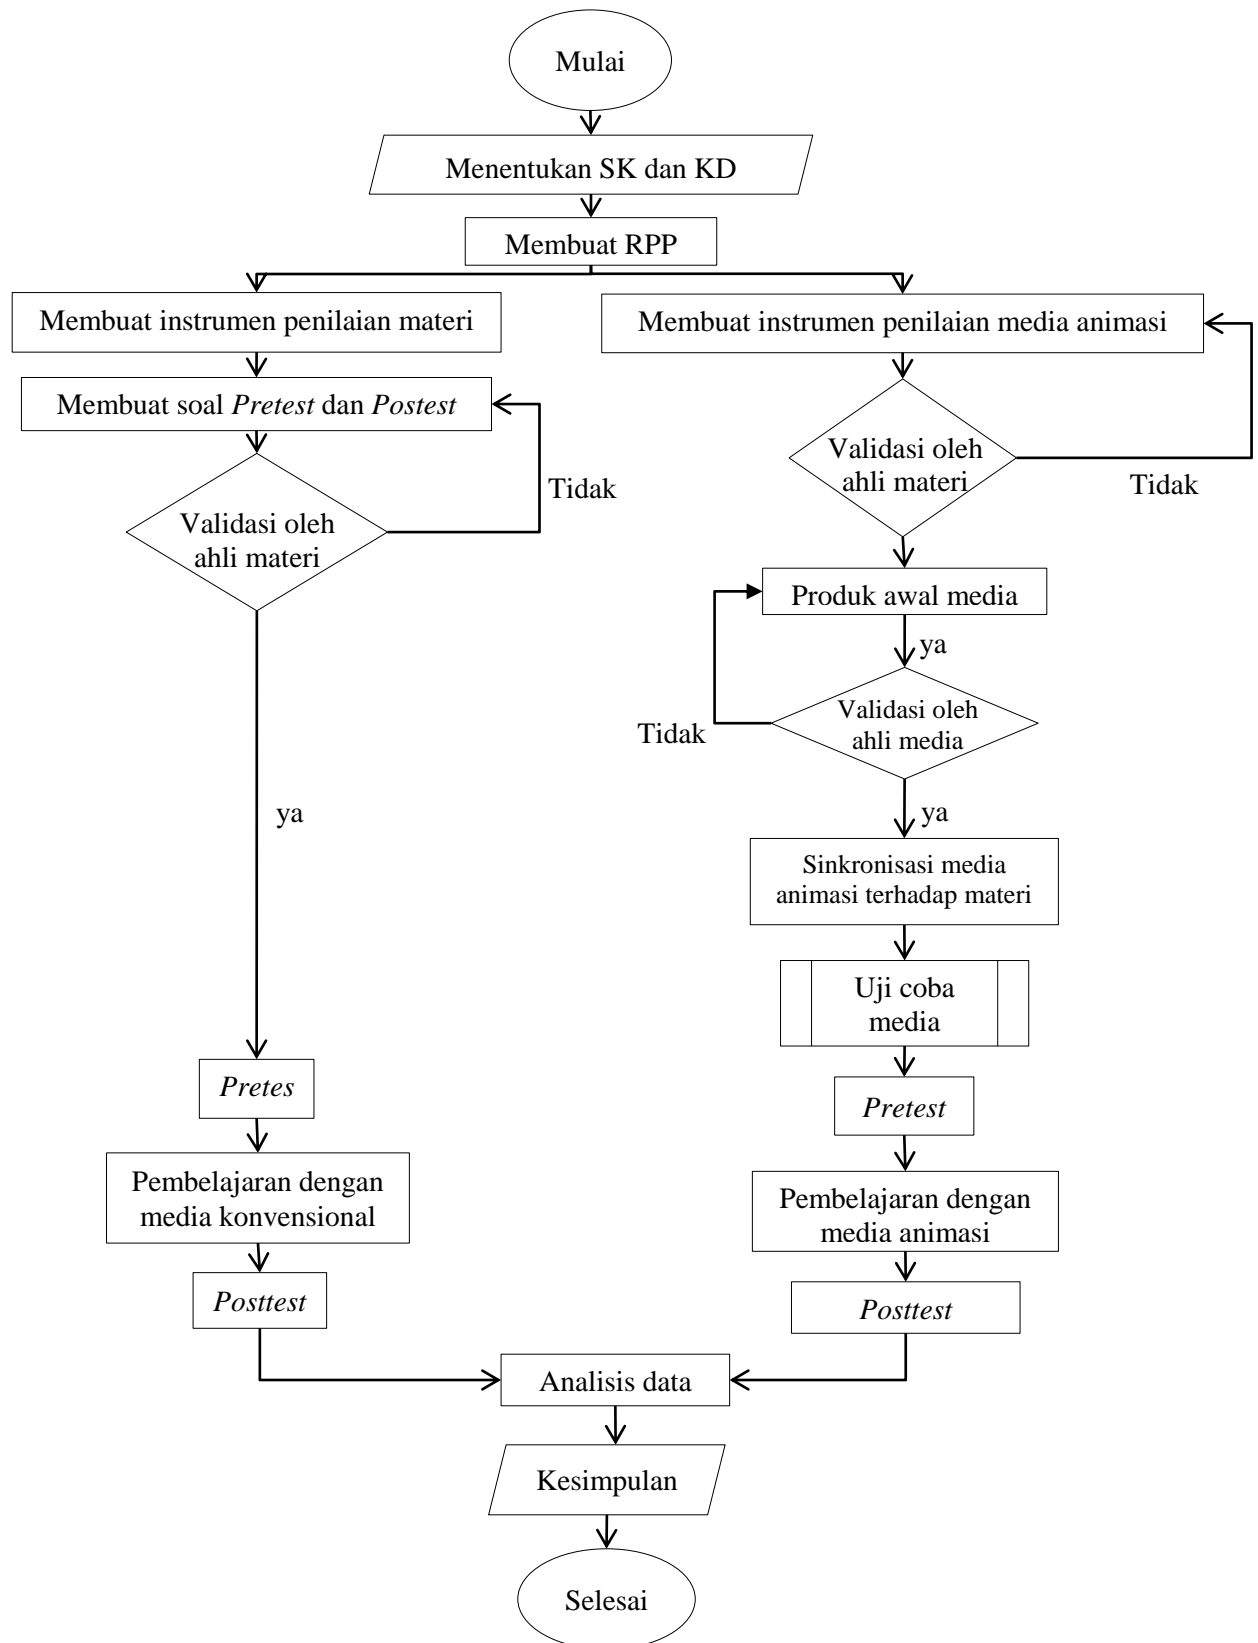 Mulai
Menentukan SK dan KD
Membuat RPP
Membuat instrumen penilaian materi
Membuat instrumen penilaian media animasi
Membuat soal Pretest dan Postest
Tidak
Validasi oleh
ahli materi
Validasi oleh
ahli materi
Tidak
Produk awal media
ya
Validasi oleh
ahli media
Tidak
ya
ya
Sinkronisasi media
animasi terhadap materi
Uji coba
media
Pretes
Pretest
Pembelajaran dengan
media konvensional
Pembelajaran dengan
media animasi
Posttest
Posttest
Analisis data
Kesimpulan
Selesai